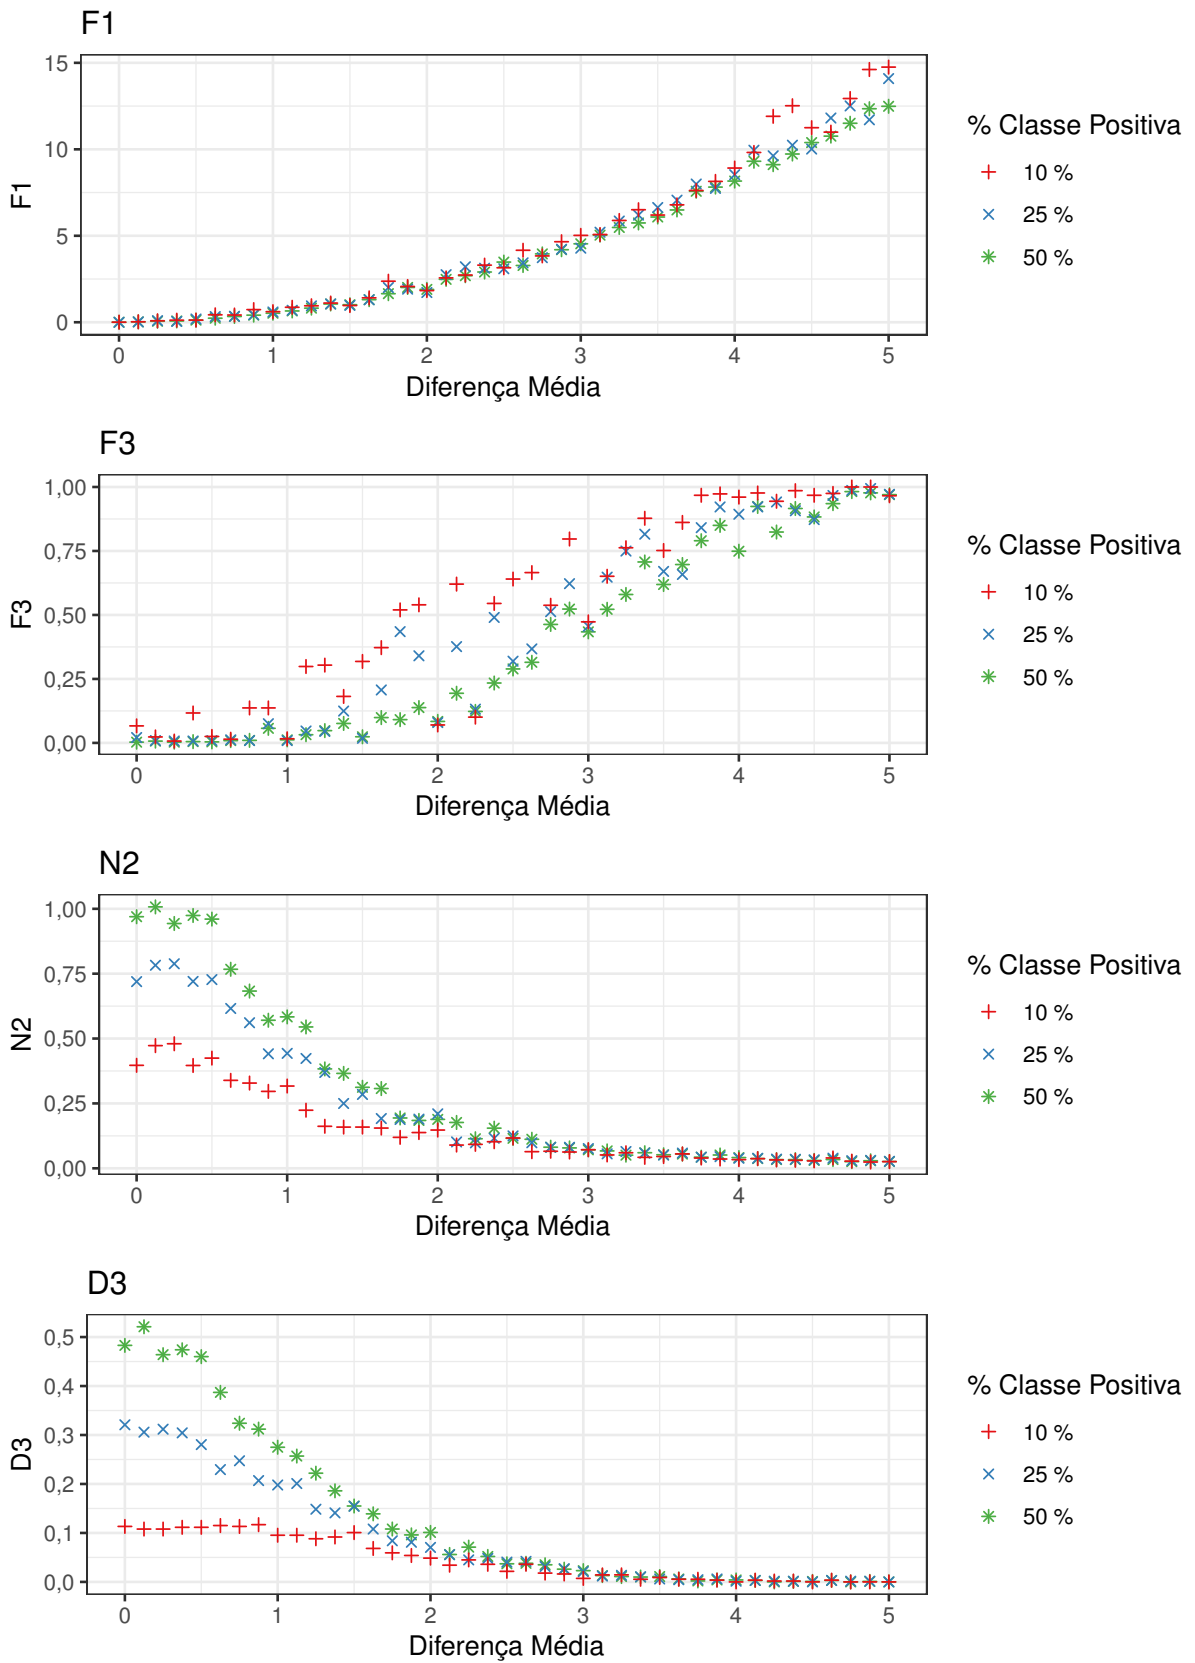 F1
15
10
5
0
F1
0 1 2 3 4 5
Diferença Média
% Classe Positiva
10 %
25 %
50 %
F3
1,00
0,75
0,50
0,25
0,00
F3
0 1 2 3 4 5
Diferença Média
% Classe Positiva
10 %
25 %
50 %
N2
1,00
0,75
0,50
0,25
0,00
N2
0 1 2 3 4 5
Diferença Média
% Classe Positiva
10 %
25 %
50 %
D3
0,5
0,4
0,3
0,2
0,1
0,0
D3
0 1 2 3 4 5
Diferença Média
% Classe Positiva
10 %
25 %
50 %